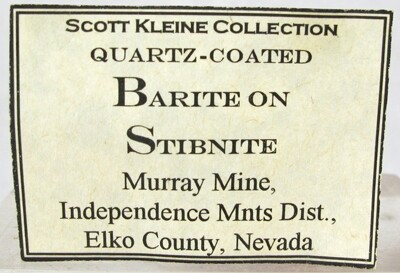 SCOTT KLEINE COLLECTION
QUARTZ-COATED
BARITE ON
STIBNITE
Murray Mine,
Independence Mnts Dist.,
Elko County, Nevada